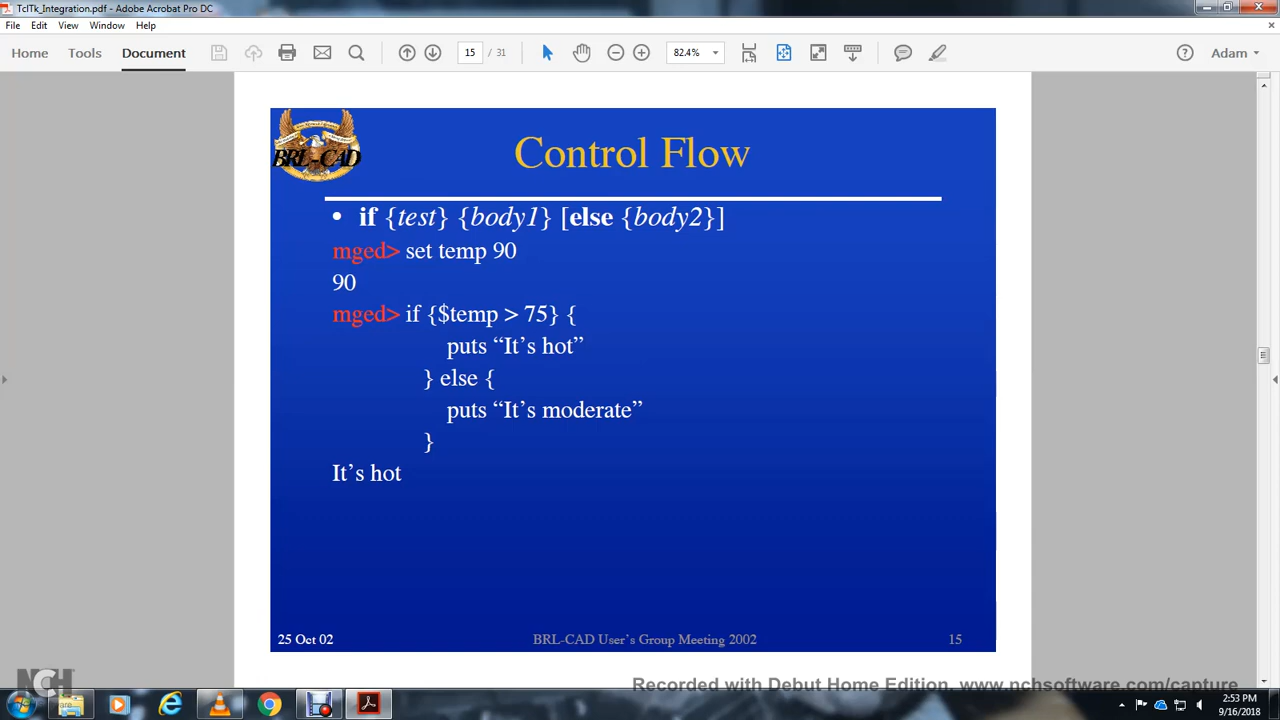 TclTk_Integration.pdf - Adobe Acrobat Pro DC
File Edit View Window Help
Home Tools Document 15 / 31 82.4% Adam
BRL-CAD
Control Flow
• if {test} {body1} [else {body2}]
mged> set temp 90
90
mged> if {$temp > 75} {
puts “It’s hot”
} else {
puts “It’s moderate”
}
It’s hot
25 Oct 02 BRL-CAD User’s Group Meeting 2002 15
NCH
Recorded with Debut Home Edition. www.nchsoftware.com/capture
2:53 PM
9/16/2018